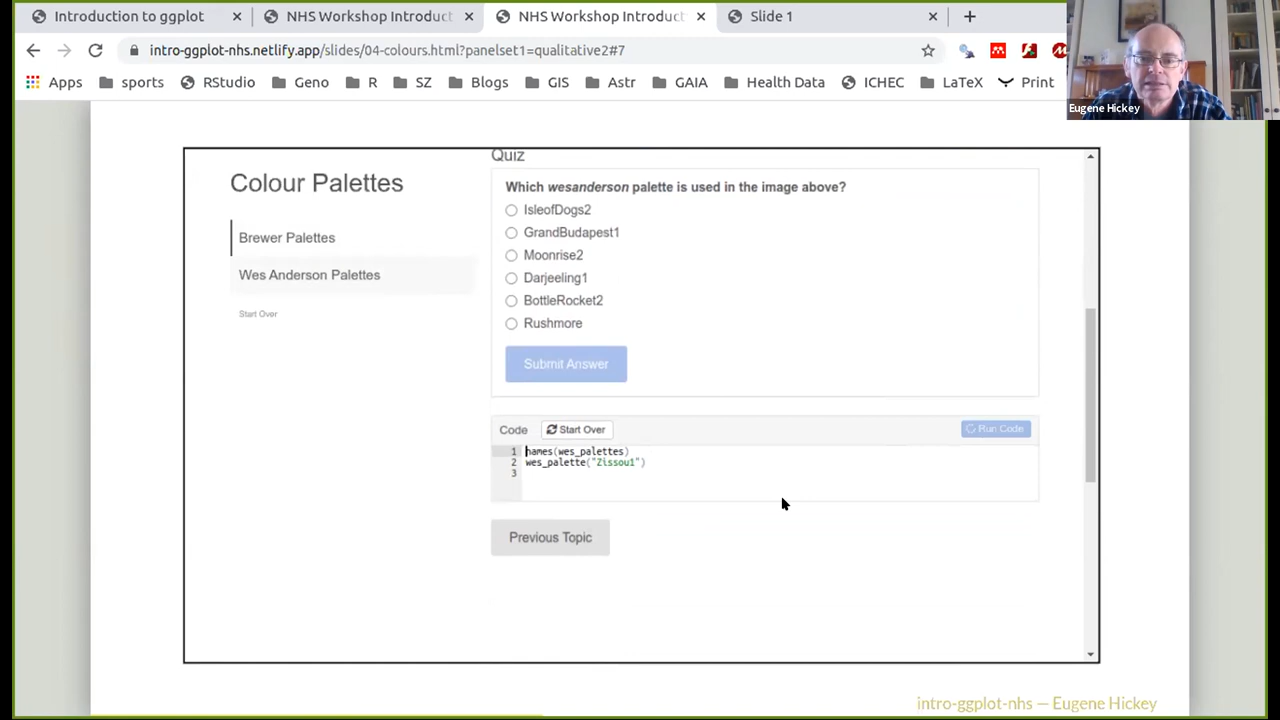 Introduction to ggplot
NHS Workshop Introduct
NHS Workshop Introduct
Slide 1
intro-ggplot-nhs.netlify.app/slides/04-colours.html?panelset1=qualitative2#7
Apps
sports
RStudio
Geno
R
SZ
Blogs
GIS
Astr
GAIA
Health Data
ICHEC
LaTeX
Print
Eugene Hickey
Colour Palettes
Brewer Palettes
Wes Anderson Palettes
Start Over
Quiz
Which wesanderson palette is used in the image above?
IsleofDogs2
GrandBudapest1
Moonrise2
Darjeeling1
BottleRocket2
Rushmore
Submit Answer
Code
Start Over
Run Code
1 names(wes_palettes)
2 wes_palette("Zissou1")
3
Previous Topic
intro-ggplot-nhs — Eugene Hickey